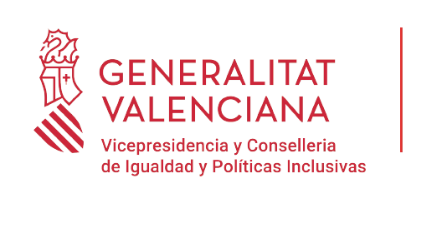 GENERALITAT
VALENCIANA
Vicepresidencia y Conselleria
de Igualdad y Políticas Inclusivas